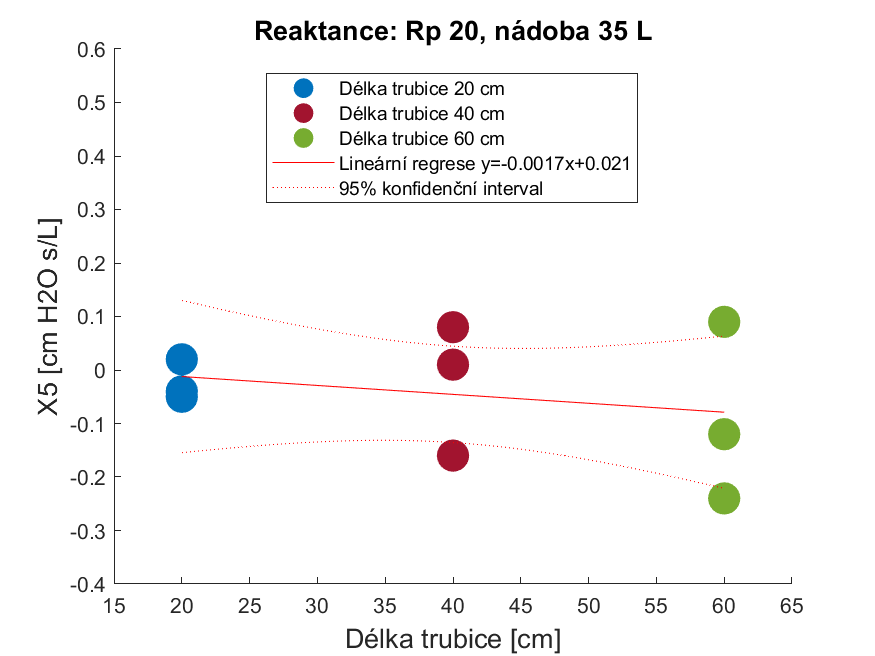 Reaktance: Rp 20, nádoba 35 L
0.6
0.5
0.4
0.3
0.2
0.1
0
-0.1
-0.2
-0.3
-0.4
X5 [cm H2O s/L]
Délka trubice 20 cm
Délka trubice 40 cm
Délka trubice 60 cm
Lineární regrese y=-0.0017x+0.021
95% konfidenční interval
15 20 25 30 35 40 45 50 55 60 65
Délka trubice [cm]